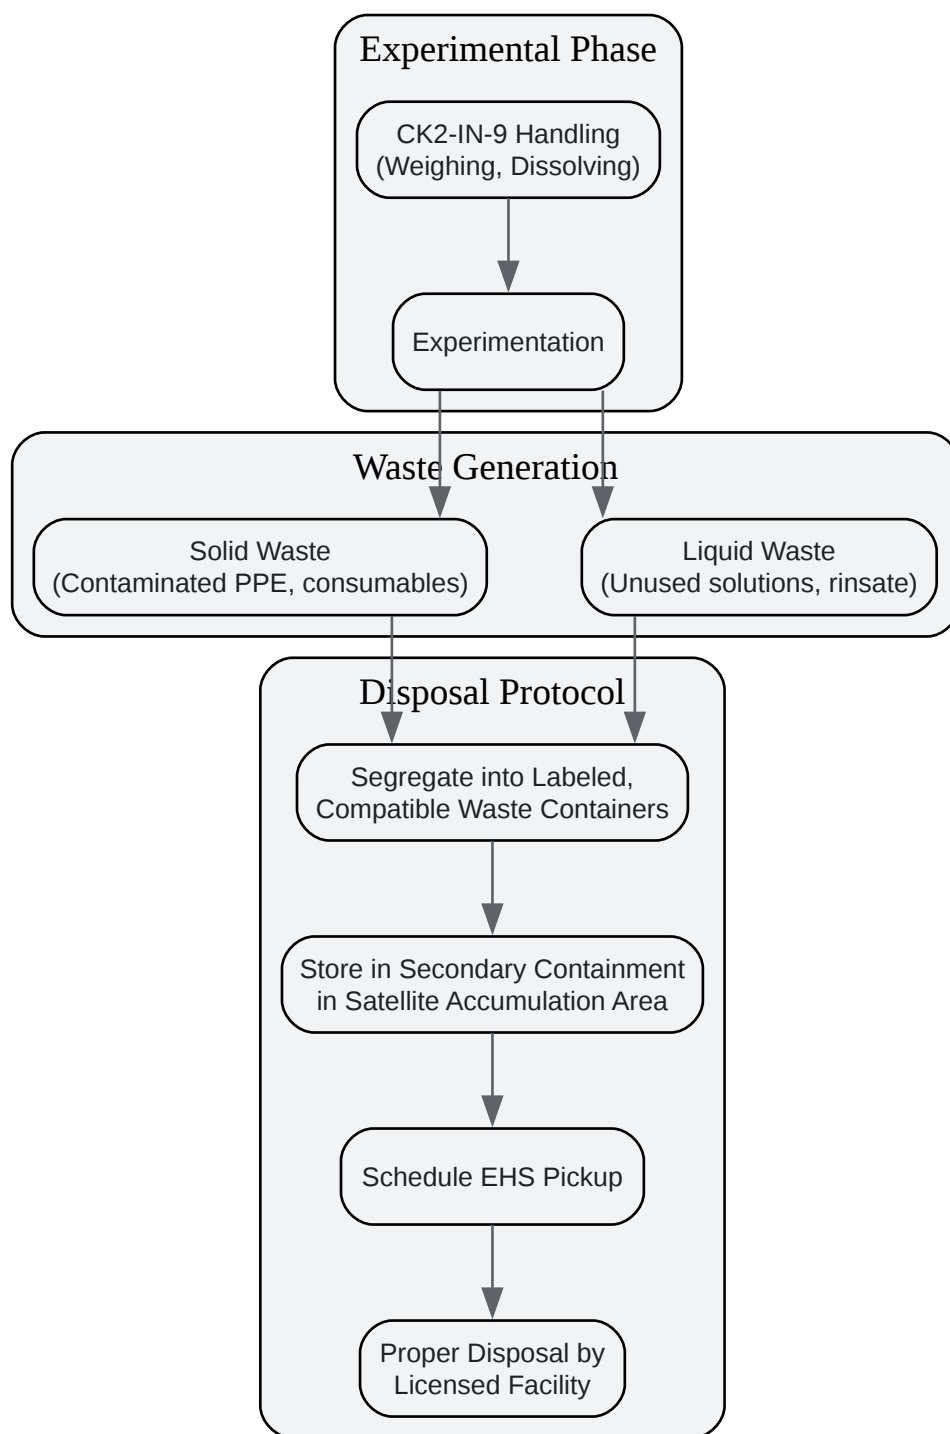 Experimental Phase
CK2-IN-9 Handling
(Weighing, Dissolving)
Experimentation
Waste Generation
Solid Waste
(Contaminated PPE, consumables)
Liquid Waste
(Unused solutions, rinsate)
Disposal Protocol
Segregate into Labeled,
Compatible Waste Containers
Store in Secondary Containment
in Satellite Accumulation Area
Schedule EHS Pickup
Proper Disposal by
Licensed Facility